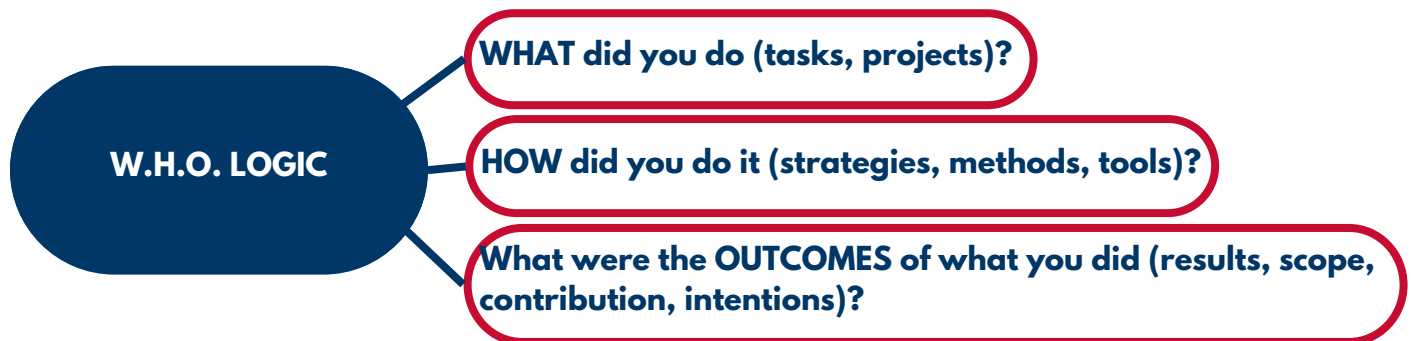 W.H.O. LOGIC
WHAT did you do (tasks, projects)?
HOW did you do it (strategies, methods, tools)?
What were the OUTCOMES of what you did (results, scope,
contribution, intentions)?